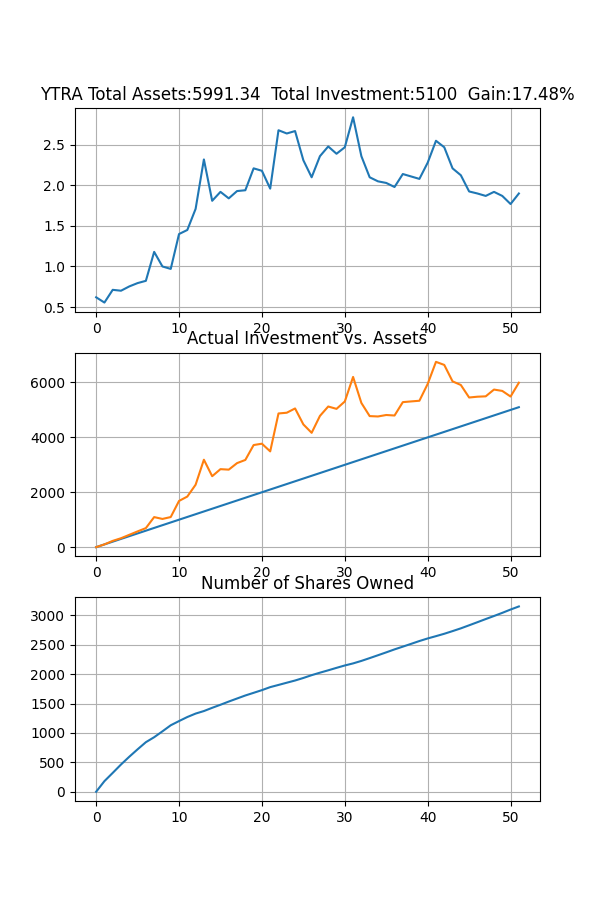 YTRA Total Assets:5991.34  Total Investment:5100  Gain:17.48%
2.5
2.0
1.5
1.0
0.5
0 10 20 30 40 50
Actual Investment vs. Assets
6000
4000
2000
0
0 10 20 30 40 50
Number of Shares Owned
3000
2500
2000
1500
1000
500
0
0 10 20 30 40 50